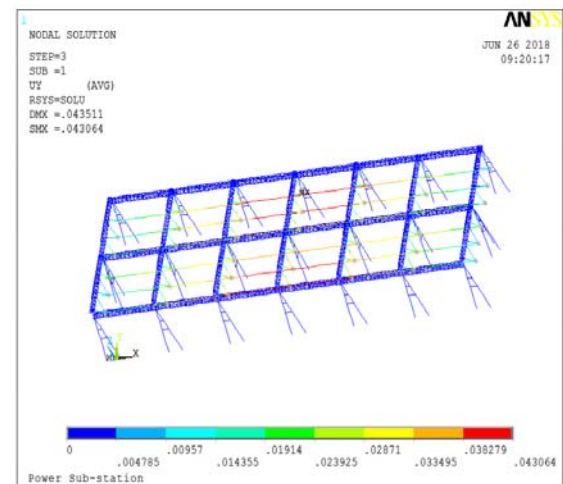 1
ANSYS
NODAL SOLUTION
JUN 26 2018
09:20:17
STEP=3
SUB =1
UY (AVG)
RSYS=SOLU
DMX =.043511
SMX =.043064
MX
X
0 .00957 .01914 .02871 .038279
.004785 .014355 .023925 .033495 .043064
Power Sub-station